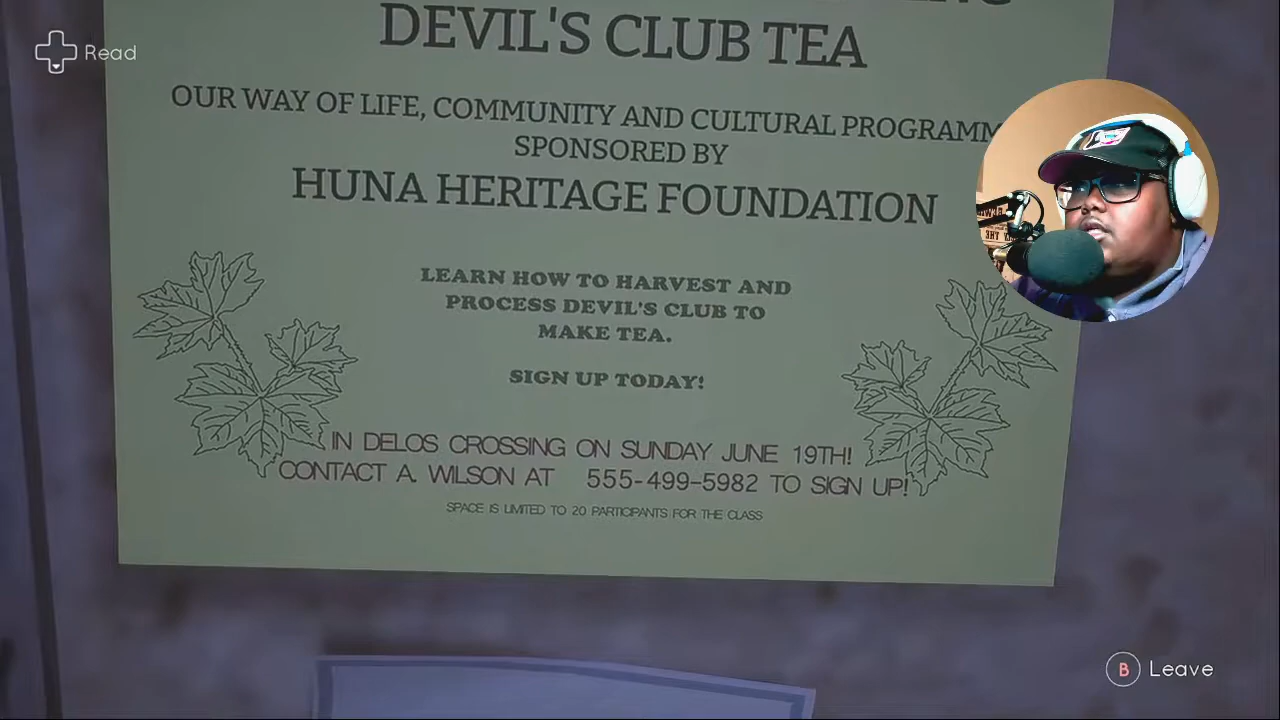 DEVIL'S CLUB TEA
Read
OUR WAY OF LIFE, COMMUNITY AND CULTURAL
SPONSORED BY
HUNA HERITAGE FOUNDATION
LEARN HOW TO HARVEST AND
PROCESS DEVIL'S CLUB TO
MAKE TEA.
SIGN UP TODAY!
IN DELOS CROSSING ON SUNDAY JUNE 19TH!
CONTACT A. WILSON AT 555-499-5982 TO SIGN UP!
SPACE IS LIMITED TO 20 PARTICIPANTS FOR THE CLASS
B Leave